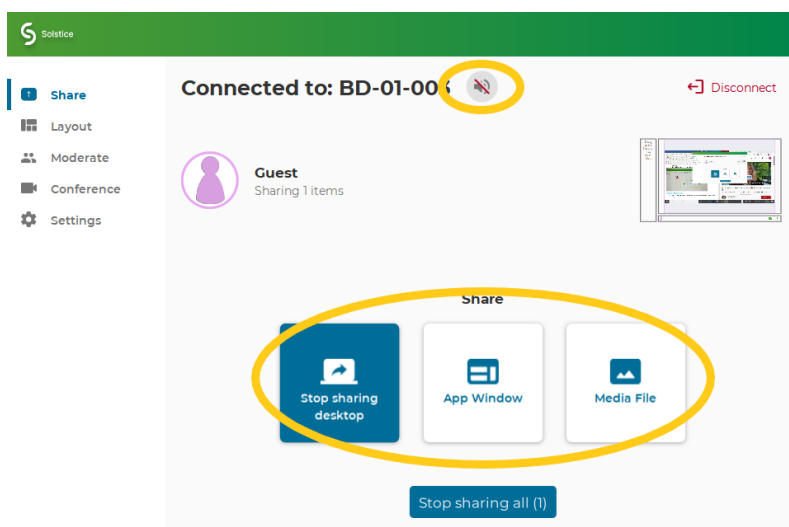 Solstice
Connected to: BD-01-003
Disconnect
Share
Layout
Moderate
Conference
Settings
Guest
Sharing 1 items
Share
Stop sharing
desktop
App Window
Media File
Stop sharing all (1)